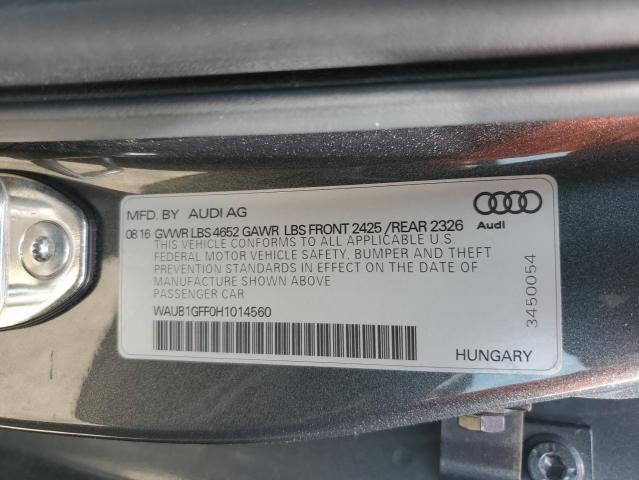 MFD. BY AUDI AG
08 16 GVWR LBS 4652 GAWR LBS FRONT 2425 / REAR 2326
THIS VEHICLE CONFORMS TO ALL APPLICABLE U.S.
FEDERAL MOTOR VEHICLE SAFETY, BUMPER AND THEFT
PREVENTION STANDARDS IN EFFECT ON THE DATE OF
MANUFACTURE SHOWN ABOVE
PASSENGER CAR
WAUB1GFF0H1014560
HUNGARY
Audi
3450054